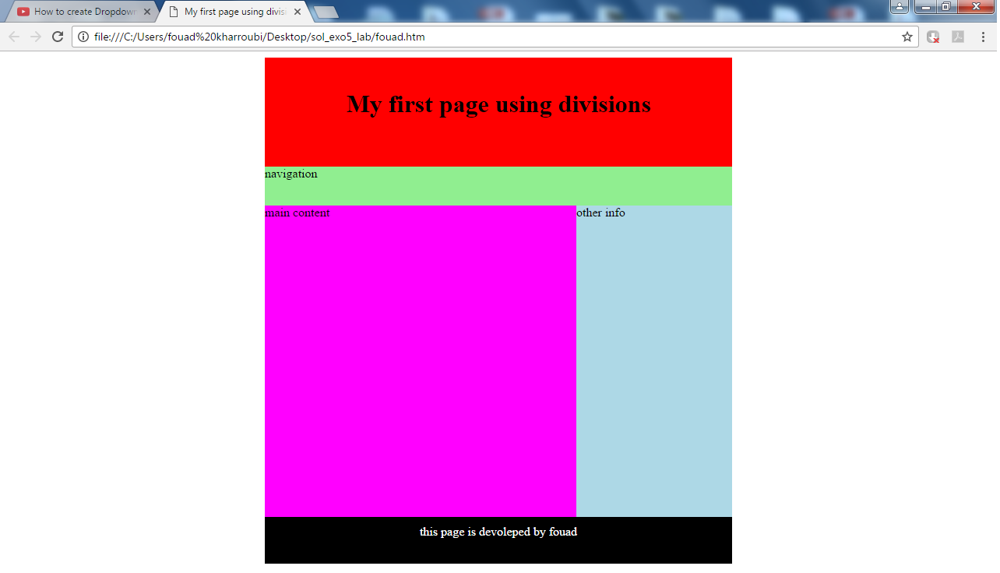 How to create Dropdown
My first page using divis
file:///C:/Users/fouad%20kharroubi/Desktop/sol_exo5_lab/fouad.htm
My first page using divisions
navigation
main content
other info
this page is devoleped by fouad